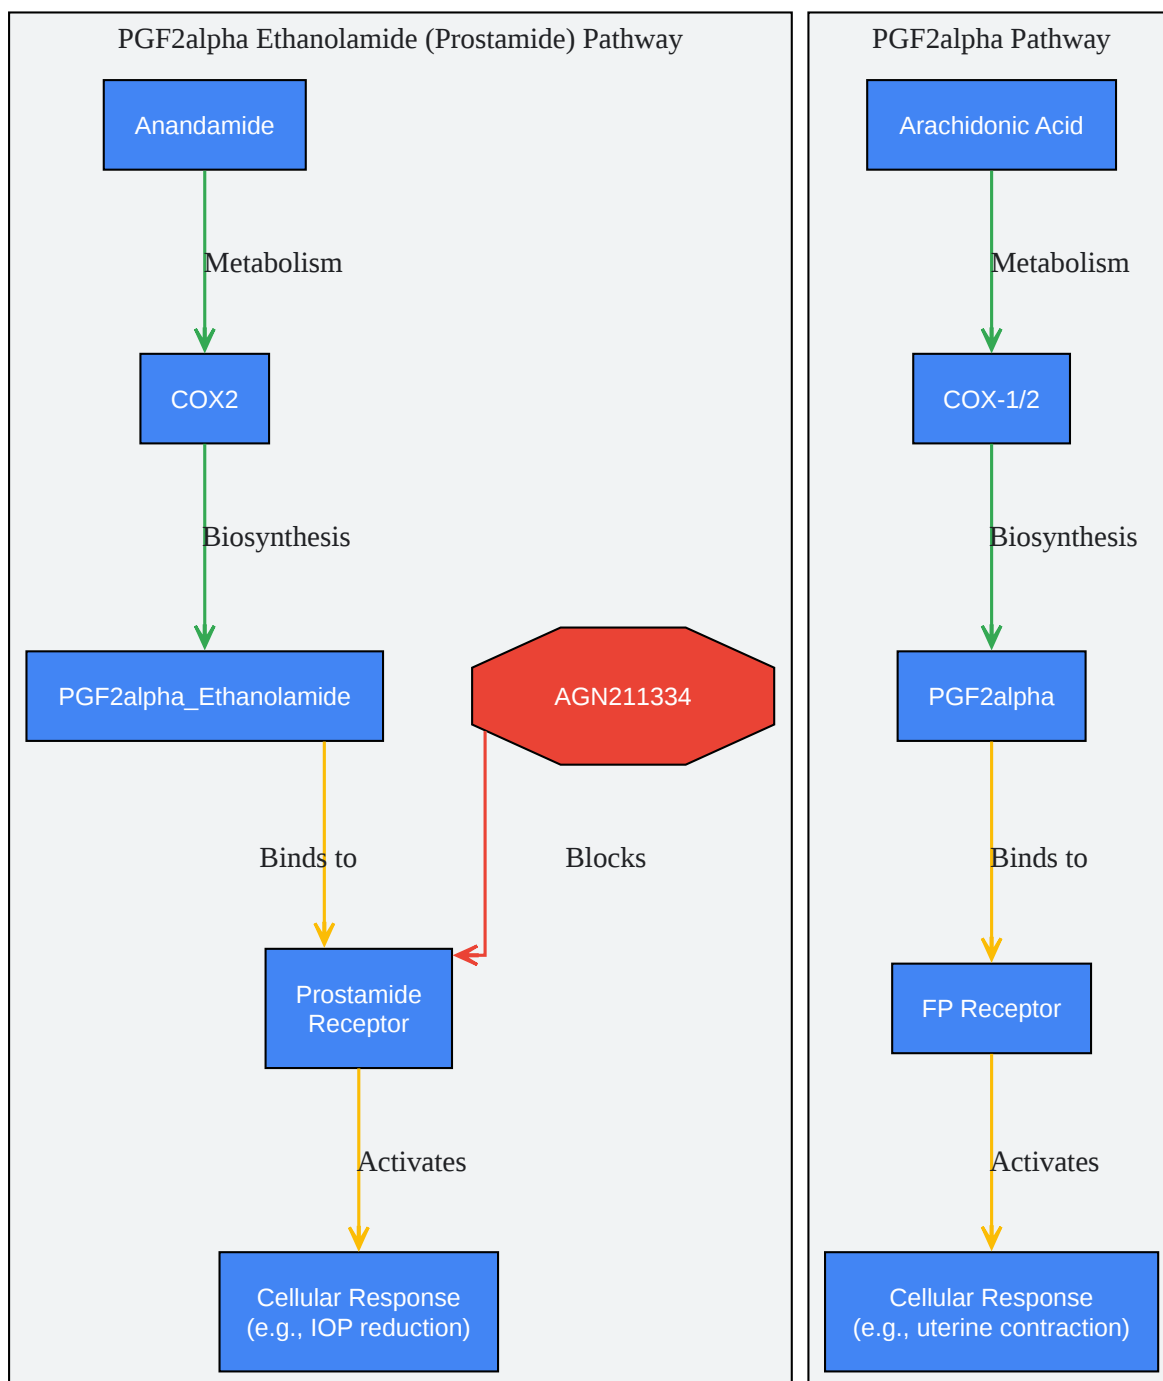 PGF2alpha Ethanolamide (Prostamide) Pathway
Anandamide
Metabolism
COX2
Biosynthesis
PGF2alpha_Ethanolamide
AGN211334
Binds to
Blocks
Prostamide
Receptor
Activates
Cellular Response
(e.g., IOP reduction)
PGF2alpha Pathway
Arachidonic Acid
Metabolism
COX-1/2
Biosynthesis
PGF2alpha
Binds to
FP Receptor
Activates
Cellular Response
(e.g., uterine contraction)